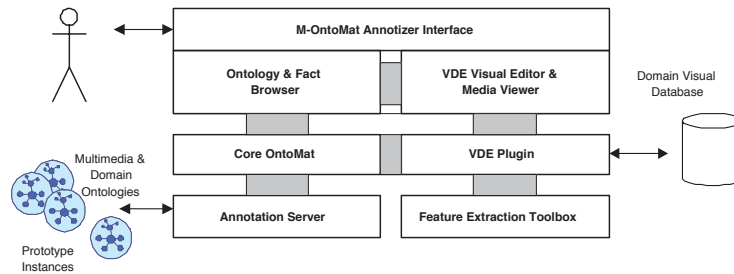 M-OntoMat Annotizer Interface
Ontology & Fact
Browser
VDE Visual Editor &
Media Viewer
Domain Visual
Database
Core OntoMat
VDE Plugin
Multimedia &
Domain
Ontologies
Annotation Server
Feature Extraction Toolbox
Prototype
Instances